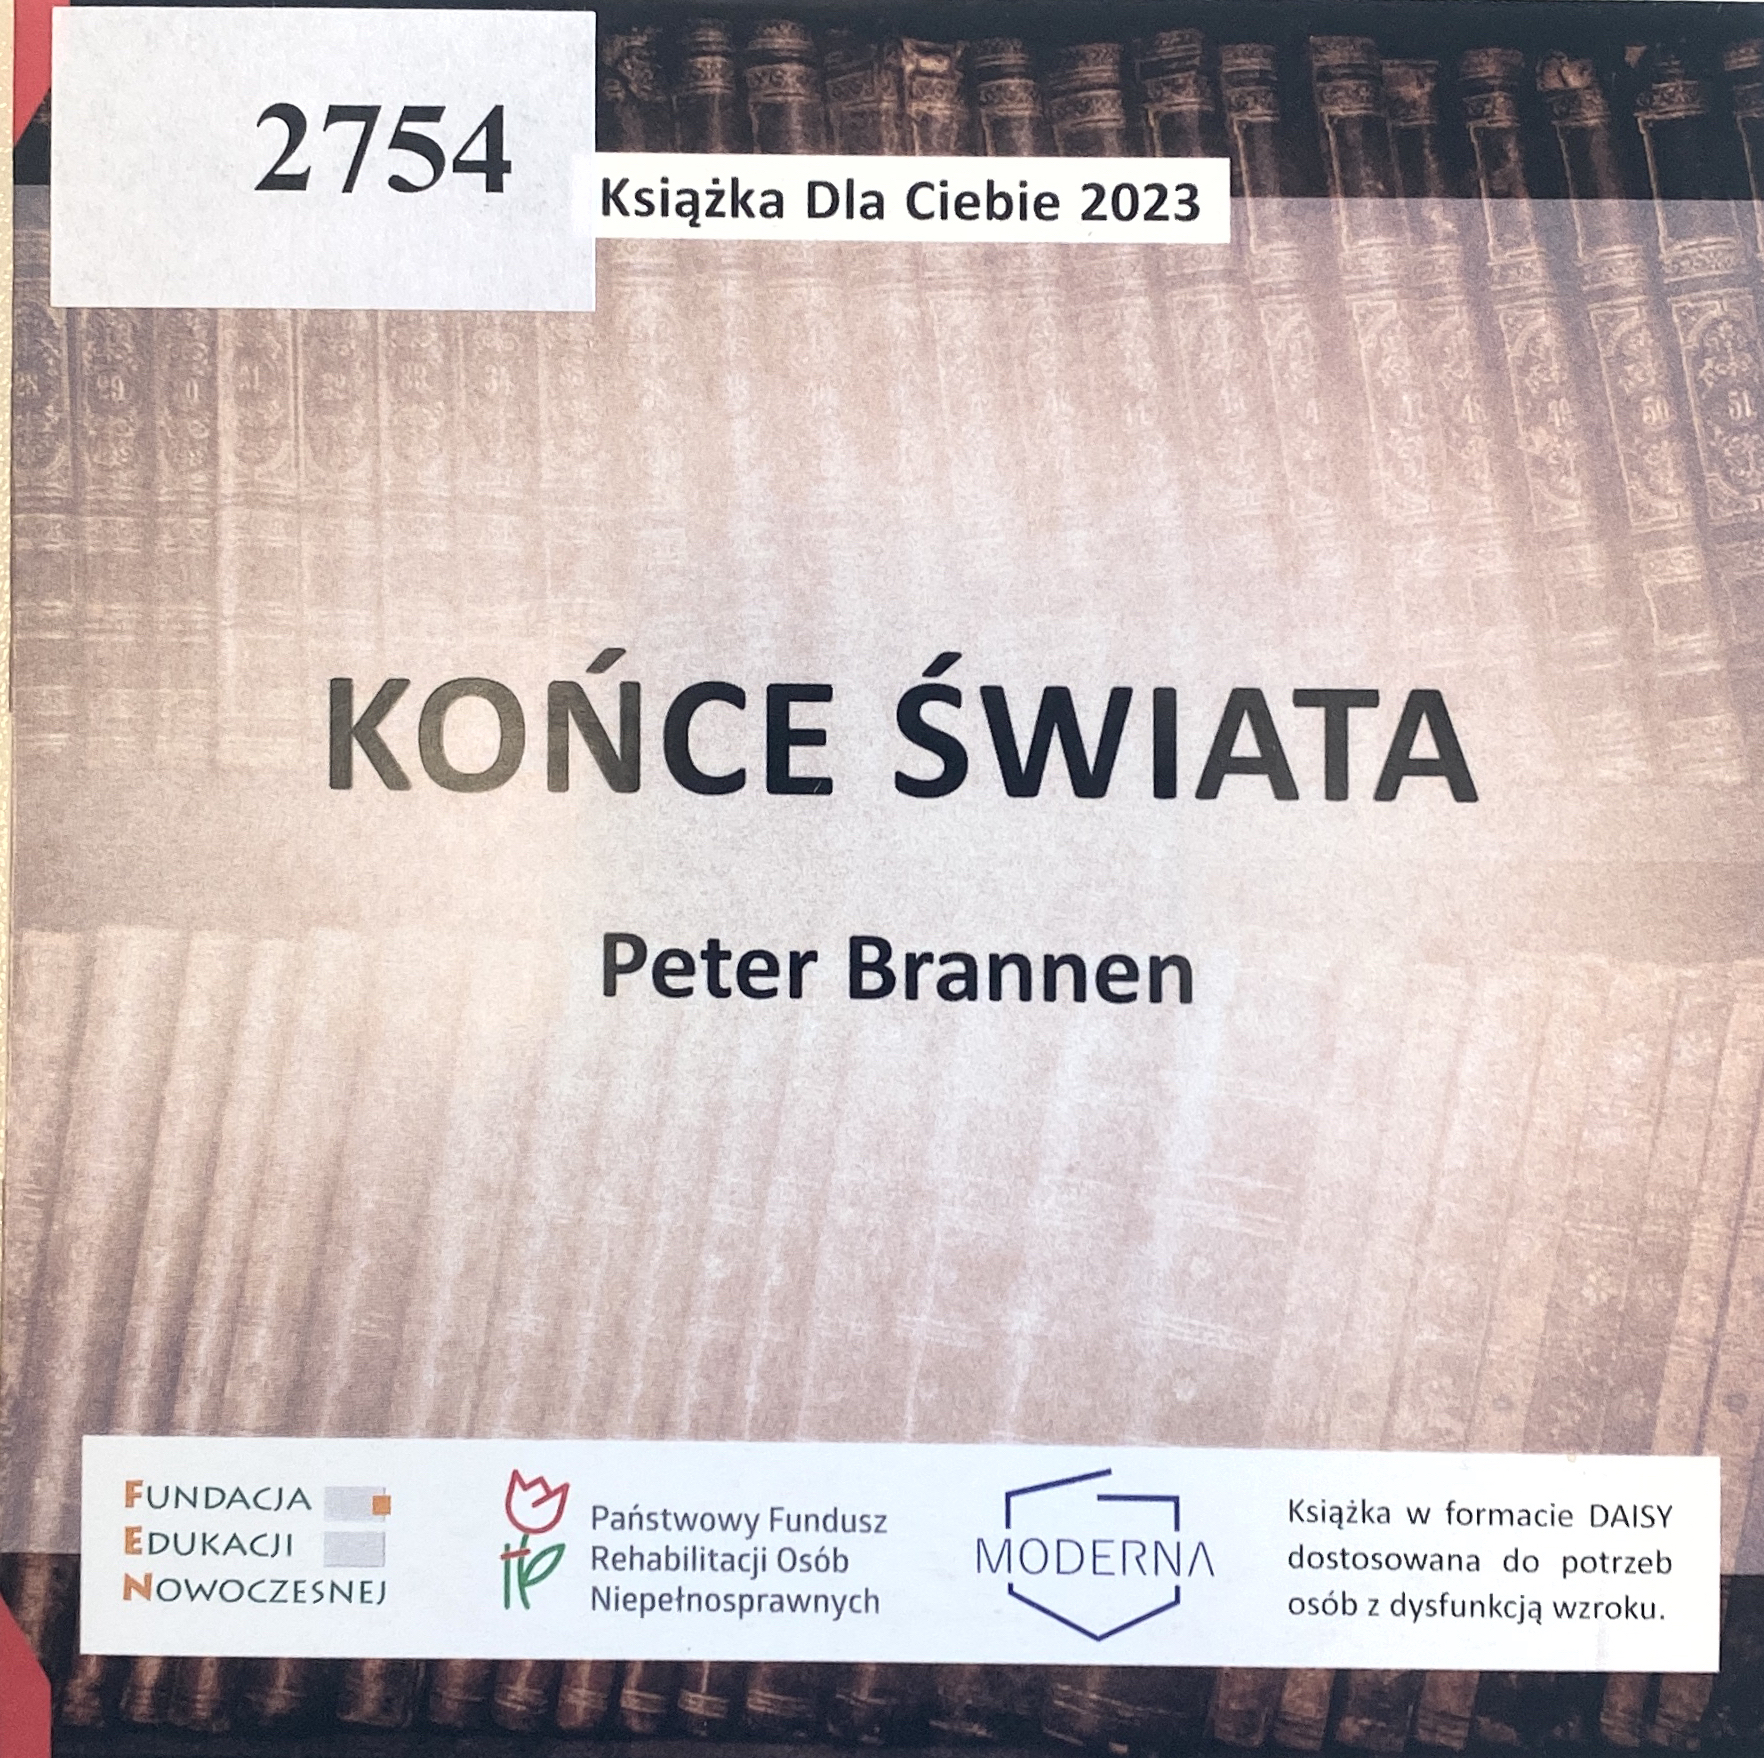 2754
Książka Dla Ciebie 2023
KOŃCE ŚWIATA
Peter Brannen
FUNDACJA
EDUKACJI
NOWOCZESNEJ
Państwowy Fundusz
Rehabilitacji Osób
Niepełnosprawnych
MODERNA
Książka w formacie DAISY
dostosowana do potrzeb
osób z dysfunkcją wzroku.